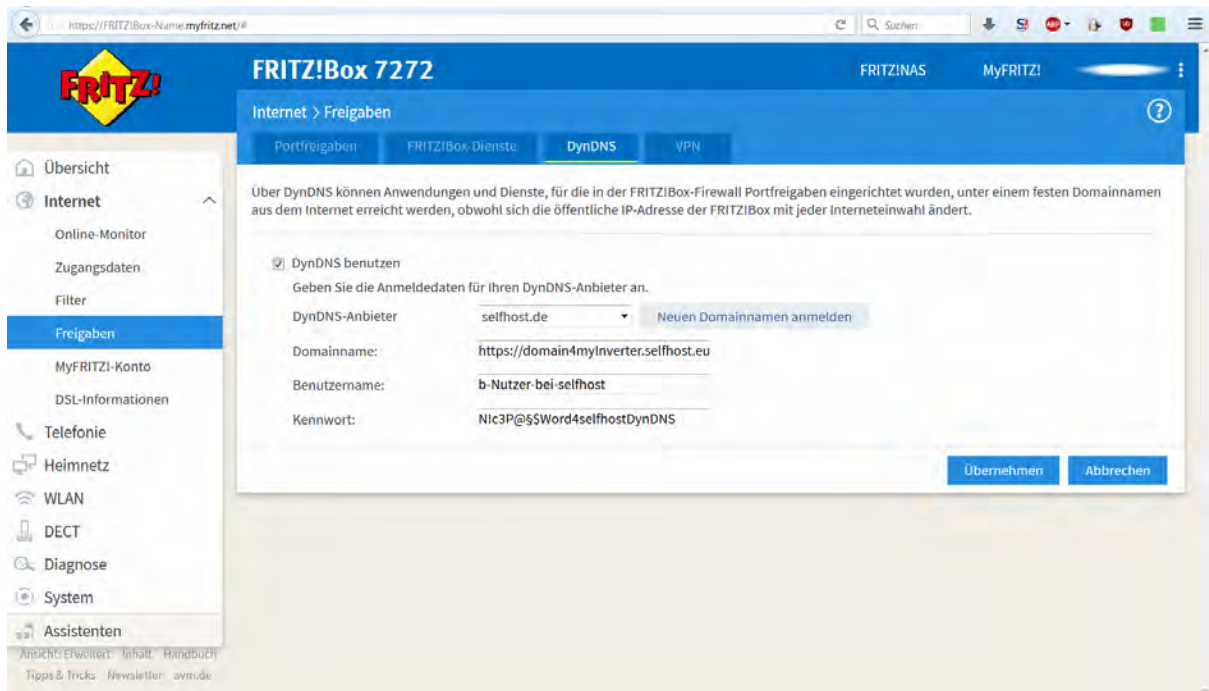 https://FRITZ!Box-Name.myfritz.net/#
Suchen
FRITZ!
FRITZ!Box 7272
FRITZ!NAS
MyFRITZ!
Internet > Freigaben
Portfreigaben
FRITZ!Box-Dienste
DynDNS
VPN
Übersicht
Internet
Online-Monitor
Zugangsdaten
Filter
Freigaben
MyFRITZ!-Konto
DSL-Informationen
Telefonie
Heimnetz
WLAN
DECT
Diagnose
System
Assistenten
Ansicht: Erweitert Inhalt Handbuch
Tipps & Tricks Newsletter avm.de
Über DynDNS können Anwendungen und Dienste, für die in der FRITZ!Box-Firewall Portfreigaben eingerichtet wurden, unter einem festen Domainnamen
aus dem Internet erreicht werden, obwohl sich die öffentliche IP-Adresse der FRITZ!Box mit jeder Interneteinwahl ändert.
DynDNS benutzen
Geben Sie die Anmeldedaten für Ihren DynDNS-Anbieter an.
DynDNS-Anbieter selfhost.de Neuen Domainnamen anmelden
Domainname: https://domain4myInverter.selfhost.eu
Benutzername: b-Nutzer-bei-selfhost
Kennwort: NIc3P@§$Word4selfhostDynDNS
Übernehmen Abbrechen